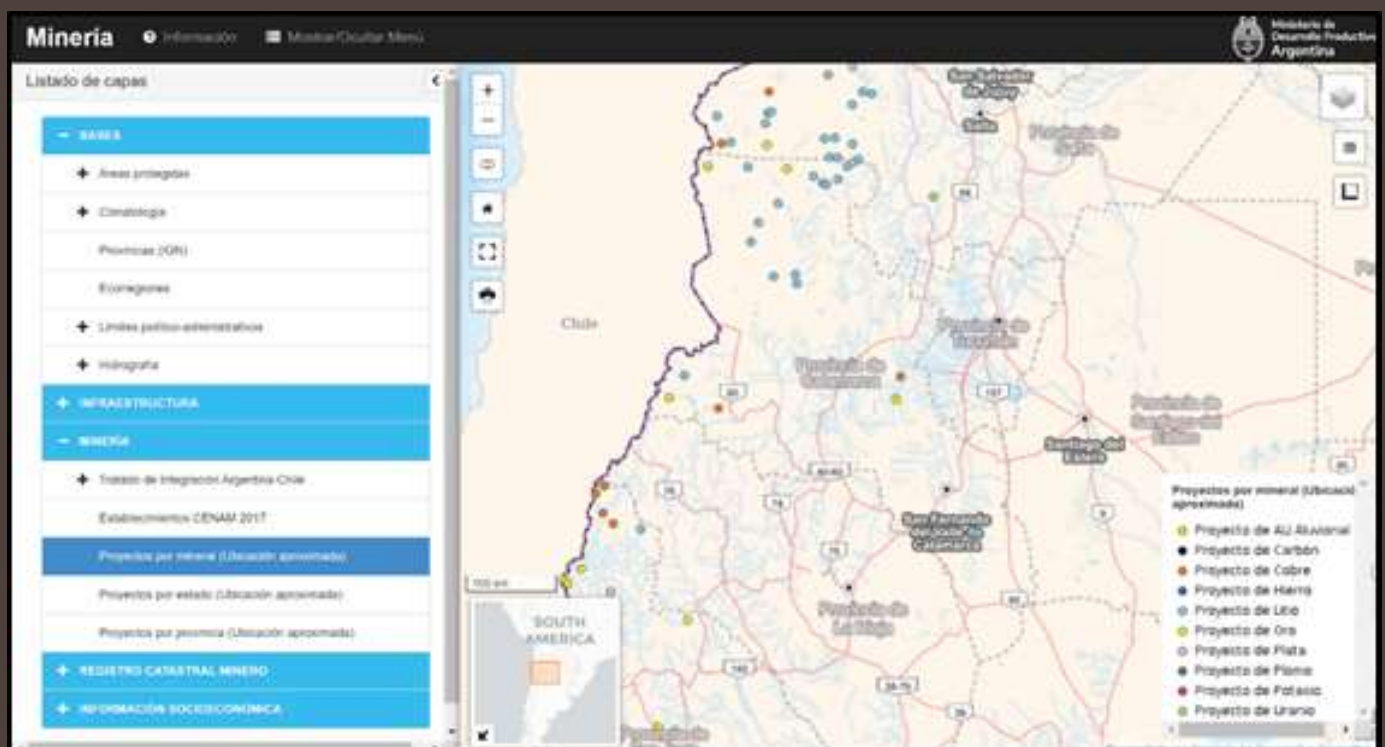 Minería
Información
Mostrar/Ocultar Menú
Ministerio de
Desarrollo Productivo
Argentina
Listado de capas
BASES
Áreas protegidas
Climatología
Provincias (IGN)
Ecorregiones
Límites político-administrativos
Hidrografía
INFRAESTRUCTURA
MINERÍA
Tratado de Integración Argentina-Chile
Establecimientos CENAM 2017
Proyectos por mineral (Ubicación aproximada)
Proyectos por estado (Ubicación aproximada)
Proyectos por provincia (Ubicación aproximada)
REGISTRO CATASTRAL MINERO
INFORMACIÓN SOCIOECONÓMICA
San Salvador
de Jujuy
Salta
Provincia de
Salta
Chile
Provincia de
Tucumán
Provincia de
Catamarca
Provincia de
Santiago del
Estero
Santiago del
Estero
San Fernando
del Valle de
Catamarca
Provincia de
La Rioja
100 km
SOUTH
AMERICA
Proyectos por mineral (Ubicació
aproximada)
Proyecto de AU Aluvional
Proyecto de Carbón
Proyecto de Cobre
Proyecto de Hierro
Proyecto de Litio
Proyecto de Oro
Proyecto de Plata
Proyecto de Plomo
Proyecto de Potasio
Proyecto de Uranio